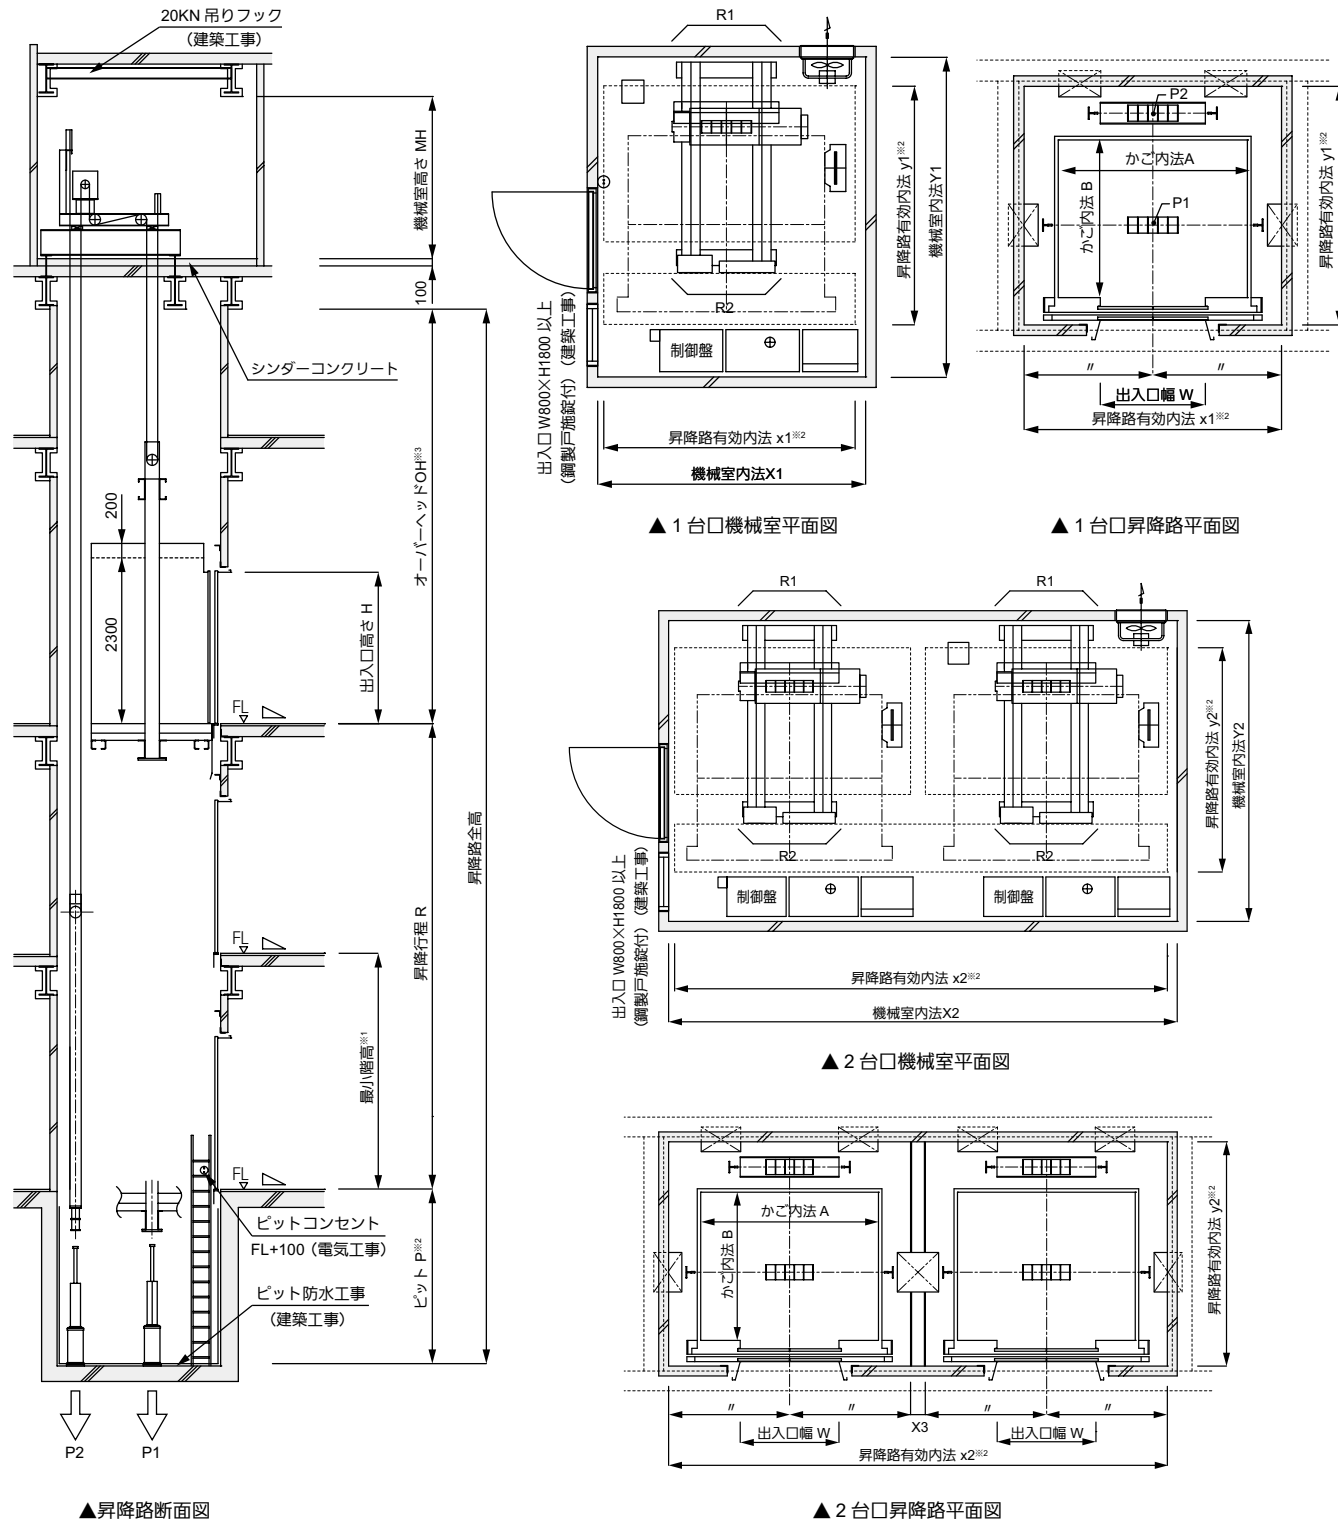 20KN 吊りフック
（建築工事）
機械室高さ MH
100
シンダーコンクリート
オーバーヘッドOH※3
200
2300
出入口高さ H
FL
昇降路全高
昇降行程 R
FL
最小階高※1
FL
ピットコンセント
FL+100（電気工事）
ピット P※2
ピット防水工事
（建築工事）
P2
P1
▲昇降路断面図
R1
昇降路有効内法 y1※2
機械室内法Y1
R2
制御盤
出入口 W800×H1800 以上
（鋼製戸施錠付）（建築工事）
昇降路有効内法 x1※2
機械室内法X1
▲ 1 台口機械室平面図
P2
かご内法A
かご内法 B
P1
昇降路有効内法 y1※2
〃
〃
出入口幅 W
昇降路有効内法 x1※2
▲ 1 台口昇降路平面図
R1
R1
昇降路有効内法 y2※2
機械室内法Y2
R2
R2
制御盤
制御盤
出入口 W800×H1800 以上
（鋼製戸施錠付）（建築工事）
昇降路有効内法 x2※2
機械室内法X2
▲ 2 台口機械室平面図
かご内法 A
かご内法 B
昇降路有効内法 y2※2
〃
〃
X3
〃
〃
出入口幅 W
出入口幅 W
昇降路有効内法 x2※2
▲ 2 台口昇降路平面図